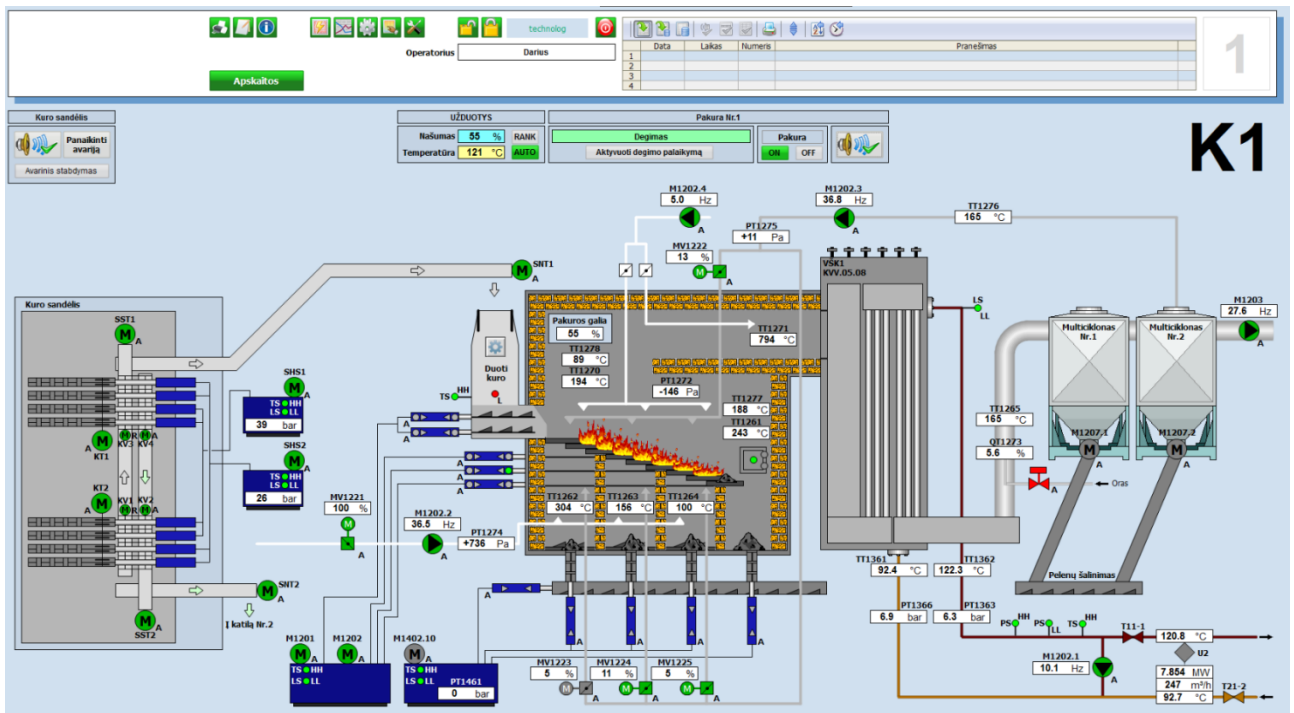 technolog
Operatorius
Darius
Apskaitos
Data Laikas Numeris Pranešimas
1
2
3
4
1
Kuro sandėlis
Panaikinti
avariją
Avarinis stabdymas
UŽDUOTYS
Našumas 55 % RANK
Temperatūra 121 °C AUTO
Pakura Nr.1
Degimas
Aktyvuoti degimo palaikymą
Pakura
ON OFF
K1
M1202.4
5.0 Hz
A
M1202.3
36.8 Hz
A
TT1276
165 °C
PT1275
+11 Pa
MV1222
13 %
M
A
SNT1
M
A
VŠK1
KVV.05.08
LS
LL
M1203
27.6 Hz
A
Multiciklonas
Nr.1
Multiciklonas
Nr.2
Kuro sandėlis
SST1
M
A
Pakuros galia
55 %
TT1278
89 °C
TT1270
194 °C
TT1271
794 °C
PT1272
-146 Pa
TT1277
188 °C
TT1261
243 °C
Duoti
kuro
L
HH
TS
A
A
SHS1
M
A
TS HH
LS LL
39 bar
SHS2
M
A
TS HH
LS LL
26 bar
KV3 M R M A KV4
A M
KT1
KT2
A M
KV1 M R M A KV2
TT1265
165 °C
QT1273
5.6 %
A
Oras
M1207.1
M
A
M1207.2
M
A
MV1221
100 %
M
A
M1202.2
36.5 Hz
A
PT1274
+736 Pa
TT1262
304 °C
TT1263
156 °C
TT1264
100 °C
TT1361
92.4 °C
TT1362
122.3 °C
Pelenų šalinimas
SNT2
M
A
Į katilą Nr.2
SST2
M
A
A
A
A
A
A
PT1366
6.9 bar
PT1363
6.3 bar
PS HH
PS LL
TS HH
T11-1
120.8 °C
U2
M1202.1
10.1 Hz
A
7.854 MW
247 m³/h
92.7 °C
T21-2
M1201
M
A
M1202
M
A
TS HH
LS LL
M1402.10
M
A
TS HH
LS LL
PT1461
0 bar
MV1223
5 %
M
A
MV1224
11 %
M
A
MV1225
5 %
M
A